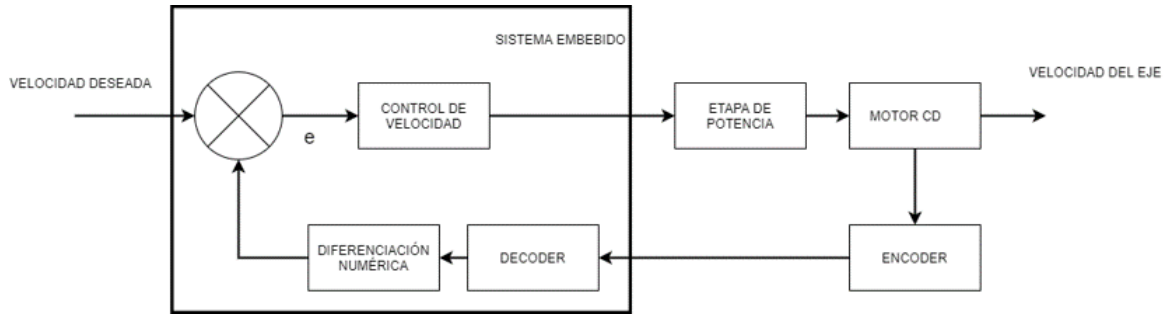 SISTEMA EMBEBIDO
VELOCIDAD DESEADA
VELOCIDAD DEL EJE
CONTROL DE
VELOCIDAD
ETAPA DE
POTENCIA
MOTOR CD
e
DIFERENCIACIÓN
NUMÉRICA
DECODER
ENCODER